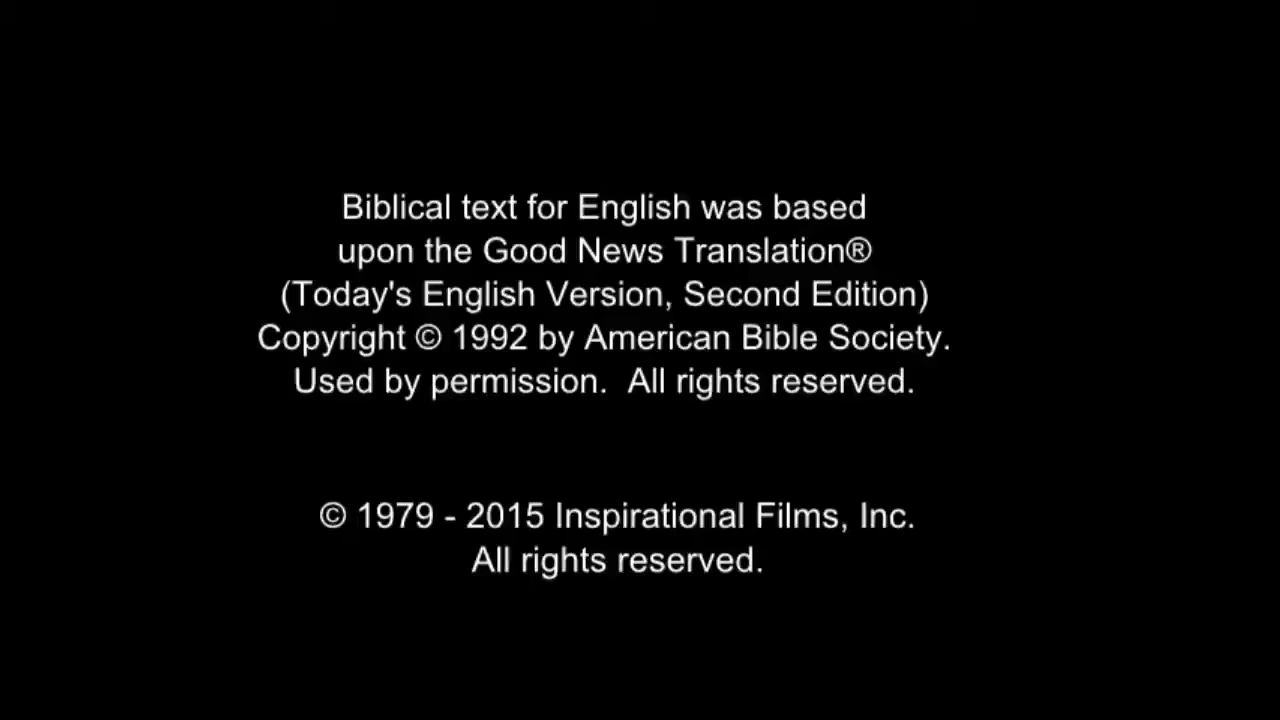 Biblical text for English was based
upon the Good News Translation®
(Today's English Version, Second Edition)
Copyright © 1992 by American Bible Society.
Used by permission.  All rights reserved.
© 1979 - 2015 Inspirational Films, Inc.
All rights reserved.